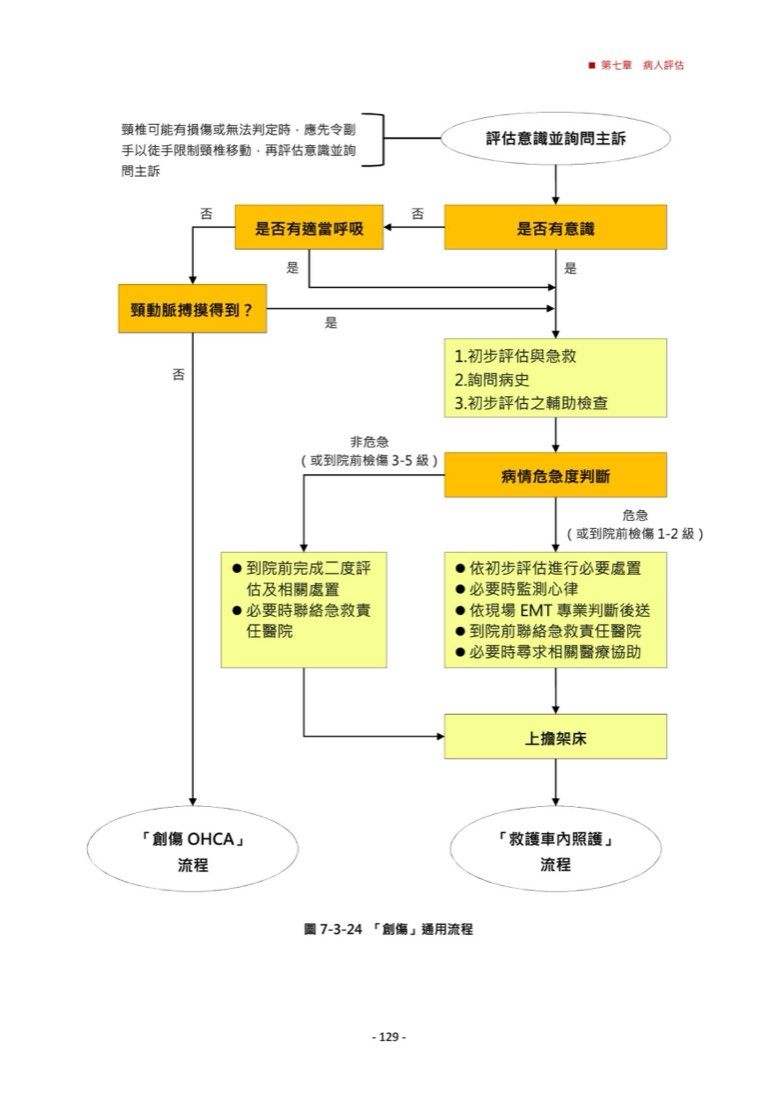 ■ 第七章　病人評估
頸椎可能有損傷或無法判定時，應先令副
手以徒手限制頸椎移動，再評估意識並詢
問主訴
評估意識並詢問主訴
否
是否有適當呼吸
否
是否有意識
是
是
頸動脈搏摸得到？
是
否
1.初步評估與急救
2.詢問病史
3.初步評估之輔助檢查
非危急
（或到院前檢傷 3-5 級）
病情危急度判斷
危急
（或到院前檢傷 1-2 級）
● 到院前完成二度評
估及相關處置
● 必要時聯絡急救責
任醫院
● 依初步評估進行必要處置
● 必要時監測心律
● 依現場 EMT 專業判斷後送
● 到院前聯絡急救責任醫院
● 必要時尋求相關醫療協助
上擔架床
「創傷 OHCA」
流程
「救護車內照護」
流程
圖 7-3-24 「創傷」通用流程
- 129 -